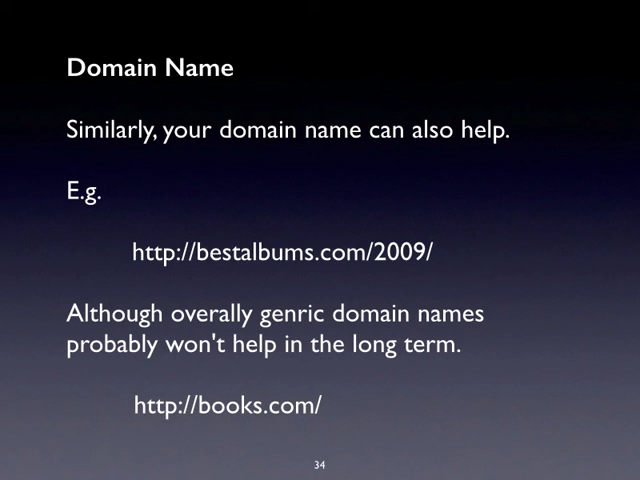 Domain Name
Similarly, your domain name can also help.
E.g.
http://bestalbums.com/2009/
Although overally genric domain names
probably won't help in the long term.
http://books.com/
34